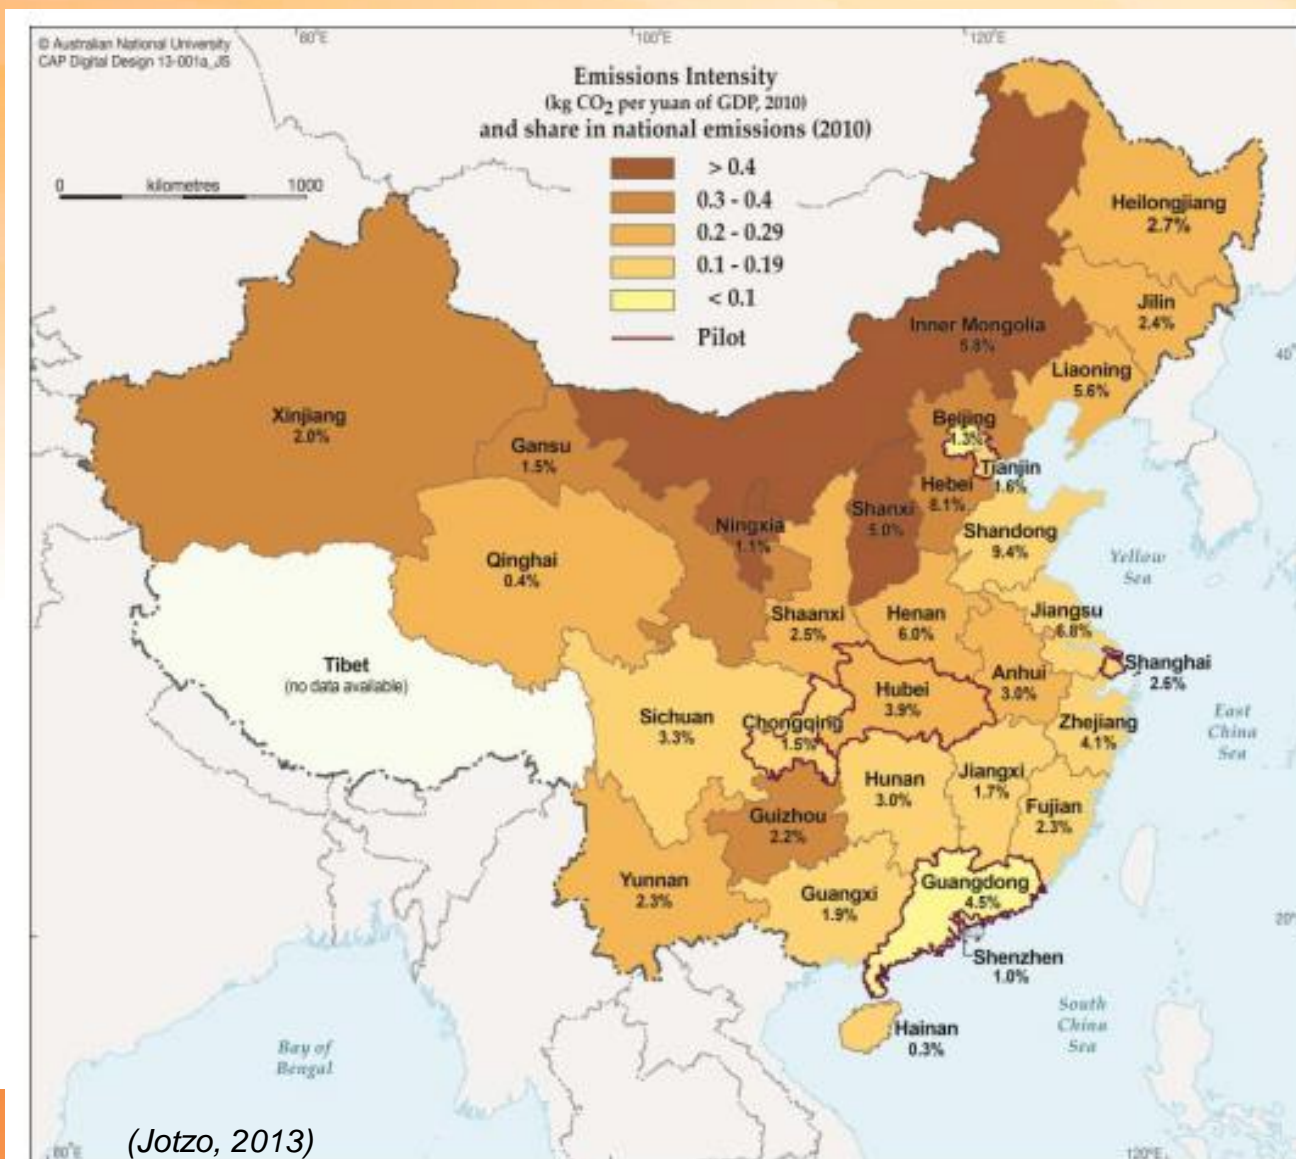 © Australian National University
CAP Digital Design 13-001a_JS
80°E
100°E
120°E
Emissions Intensity
(kg CO2 per yuan of GDP, 2010)
and share in national emissions (2010)
> 0.4
0.3 - 0.4
0.2 - 0.29
0.1 - 0.19
< 0.1
Pilot
0 kilometres 1000
Heilongjiang
2.7%
Jilin
2.4%
Inner Mongolia
5.8%
40°
Liaoning
5.6%
Xinjiang
2.0%
Gansu
1.5%
Beijing
1.3%
Tianjin
1.6%
Hebei
8.1%
Shanxi
5.0%
Ningxia
1.1%
Shandong
9.4%
Qinghai
0.4%
Yellow
Sea
Shaanxi
2.5%
Henan
6.0%
Jiangsu
6.8%
Tibet
(no data available)
Anhui
3.0%
Shanghai
2.6%
Hubei
3.9%
Sichuan
3.3%
Chongqing
1.5%
Zhejiang
4.1%
East
China
Sea
Hunan
3.0%
Jiangxi
1.7%
Guizhou
2.2%
Fujian
2.3%
Yunnan
2.3%
Guangxi
1.9%
Guangdong
4.5%
20°
Shenzhen
1.0%
South
China
Sea
Hainan
0.3%
Bay of
Bengal
(Jotzo, 2013)
80°E
120°E